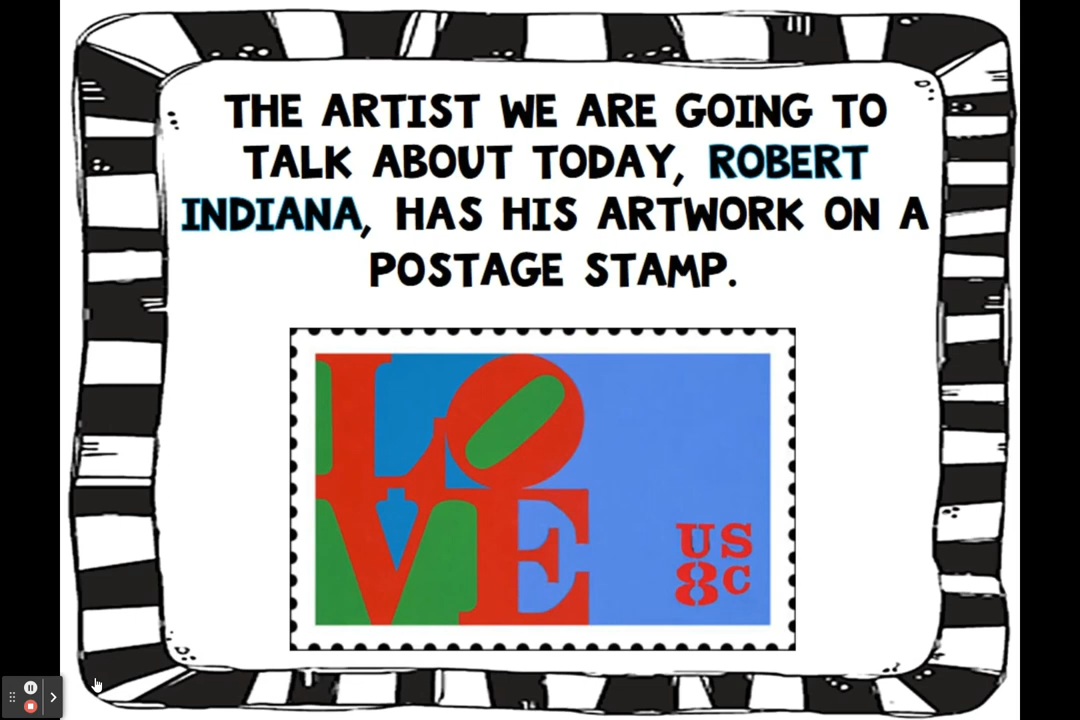 THE ARTIST WE ARE GOING TO
TALK ABOUT TODAY, ROBERT
INDIANA, HAS HIS ARTWORK ON A
POSTAGE STAMP.
LO
VE
US
8C